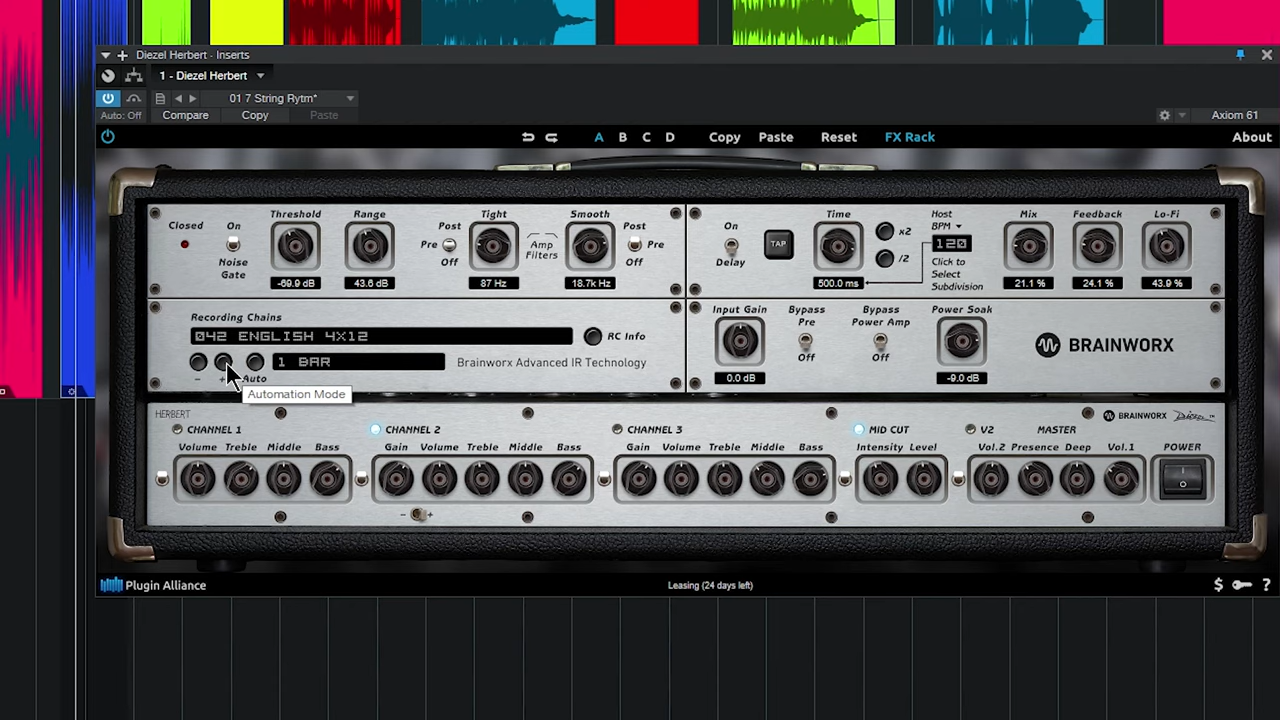 Diezel Herbert - Inserts
1 - Diezel Herbert
01 7 String Rytm*
Auto: Off Compare Copy Paste Axiom 61
A B C D Copy Paste Reset FX Rack About
Closed On Threshold Range Post Tight Smooth Post On Time Host Mix Feedback Lo-Fi
BPM
x2
Pre Amp Pre TAP 120
Filters
Noise Off Off Delay /2 Click to
Gate Select
Subdivision
-69.9 dB 43.6 dB 87 Hz 18.7k Hz 500.0 ms 21.1 % 24.1 % 43.9 %
Recording Chains Input Gain Bypass Bypass Power Soak
Pre Power Amp
042 ENGLISH 4X12 RC Info BRAINWORX
Off Off
1 BAR Brainworx Advanced IR Technology
- + Auto 0.0 dB -9.0 dB
Automation Mode
HERBERT BRAINWORX Diezel TM
CHANNEL 1 CHANNEL 2 CHANNEL 3 MID CUT V2 MASTER
Volume Treble Middle Bass Gain Volume Treble Middle Bass Gain Volume Treble Middle Bass Intensity Level Vol.2 Presence Deep Vol.1 POWER
- +
Plugin Alliance Leasing (24 days left) $ ?